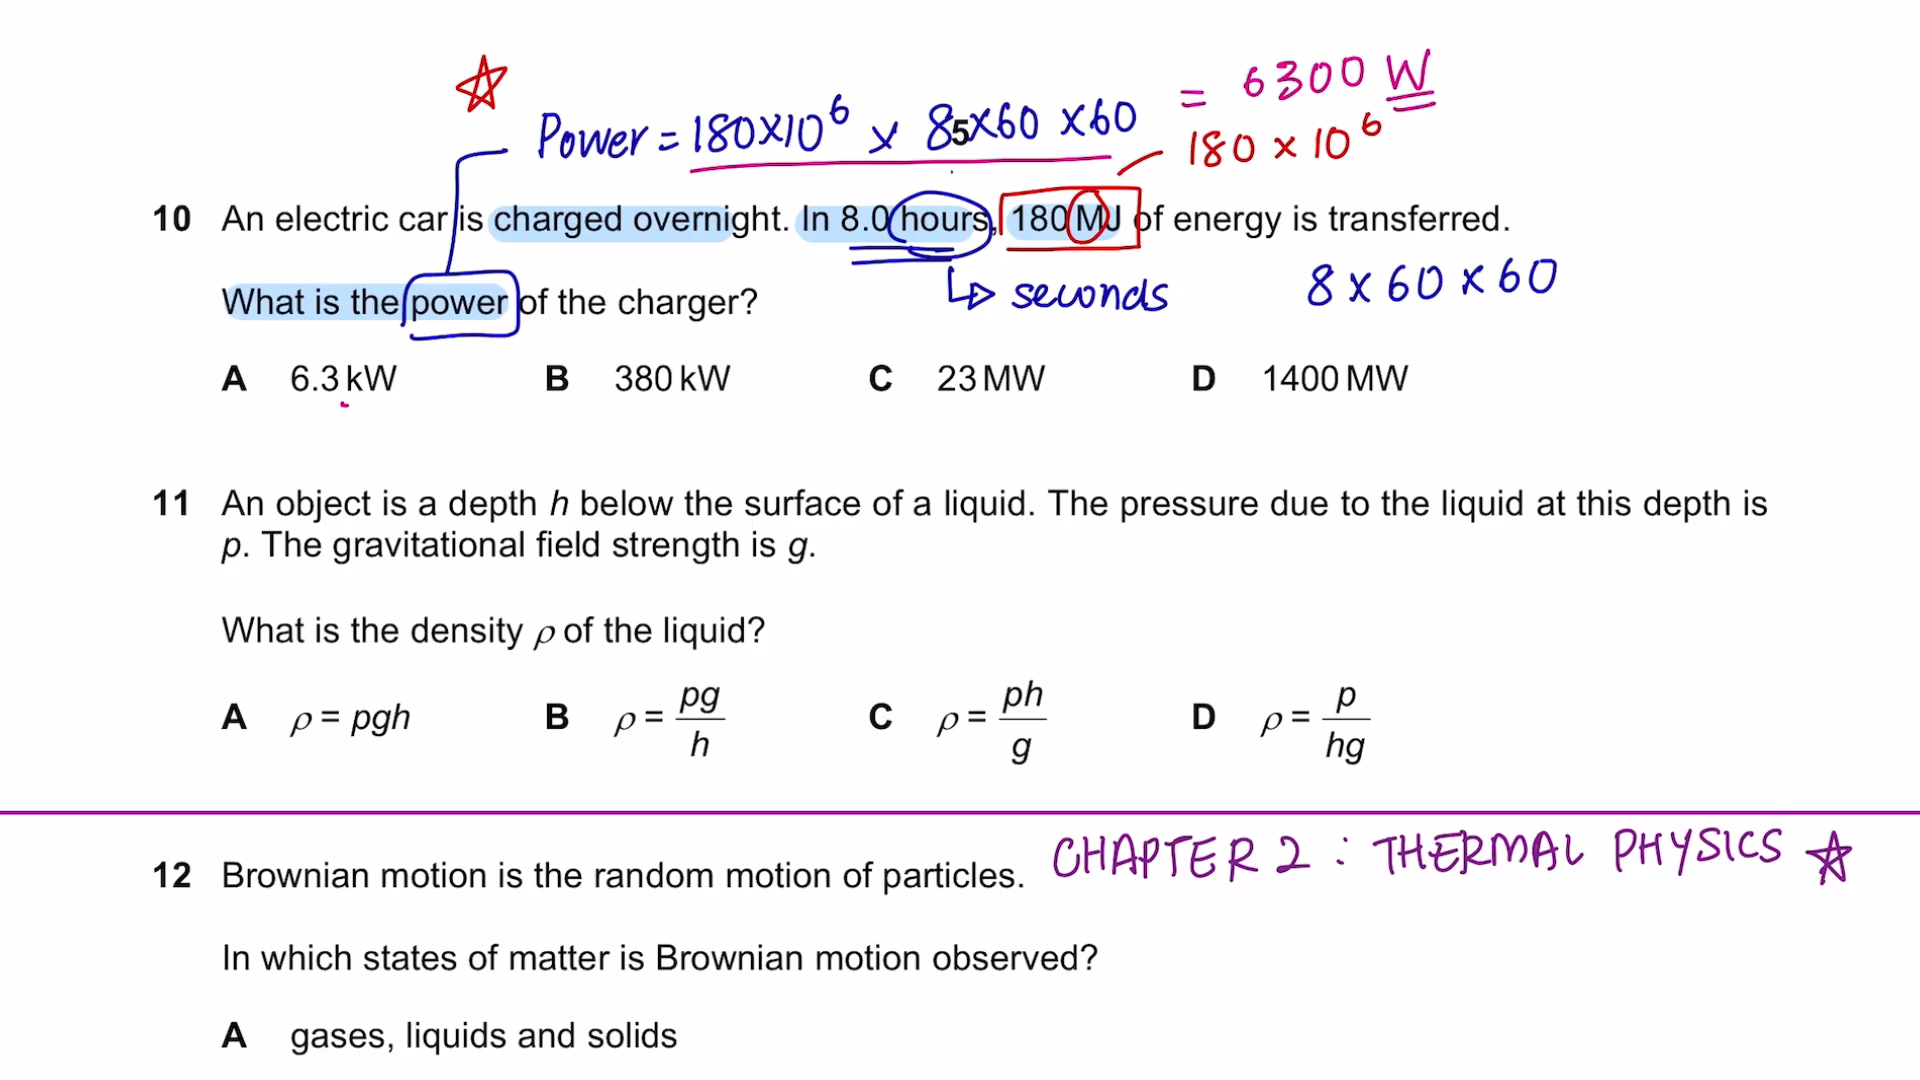 = 6300 W
Power = 180×10⁶ × 85×60 ×60
180 × 10⁶
10 An electric car is charged overnight. In 8.0 hours, 180 MJ of energy is transferred.
8 × 60 × 60
seconds
What is the power of the charger?
A 6.3 kW B 380 kW C 23 MW D 1400 MW
11 An object is a depth h below the surface of a liquid. The pressure due to the liquid at this depth is
p. The gravitational field strength is g.
What is the density ρ of the liquid?
A ρ = pgh B ρ = pg/h C ρ = ph/g D ρ = p/hg
CHAPTER 2 : THERMAL PHYSICS
12 Brownian motion is the random motion of particles.
In which states of matter is Brownian motion observed?
A gases, liquids and solids